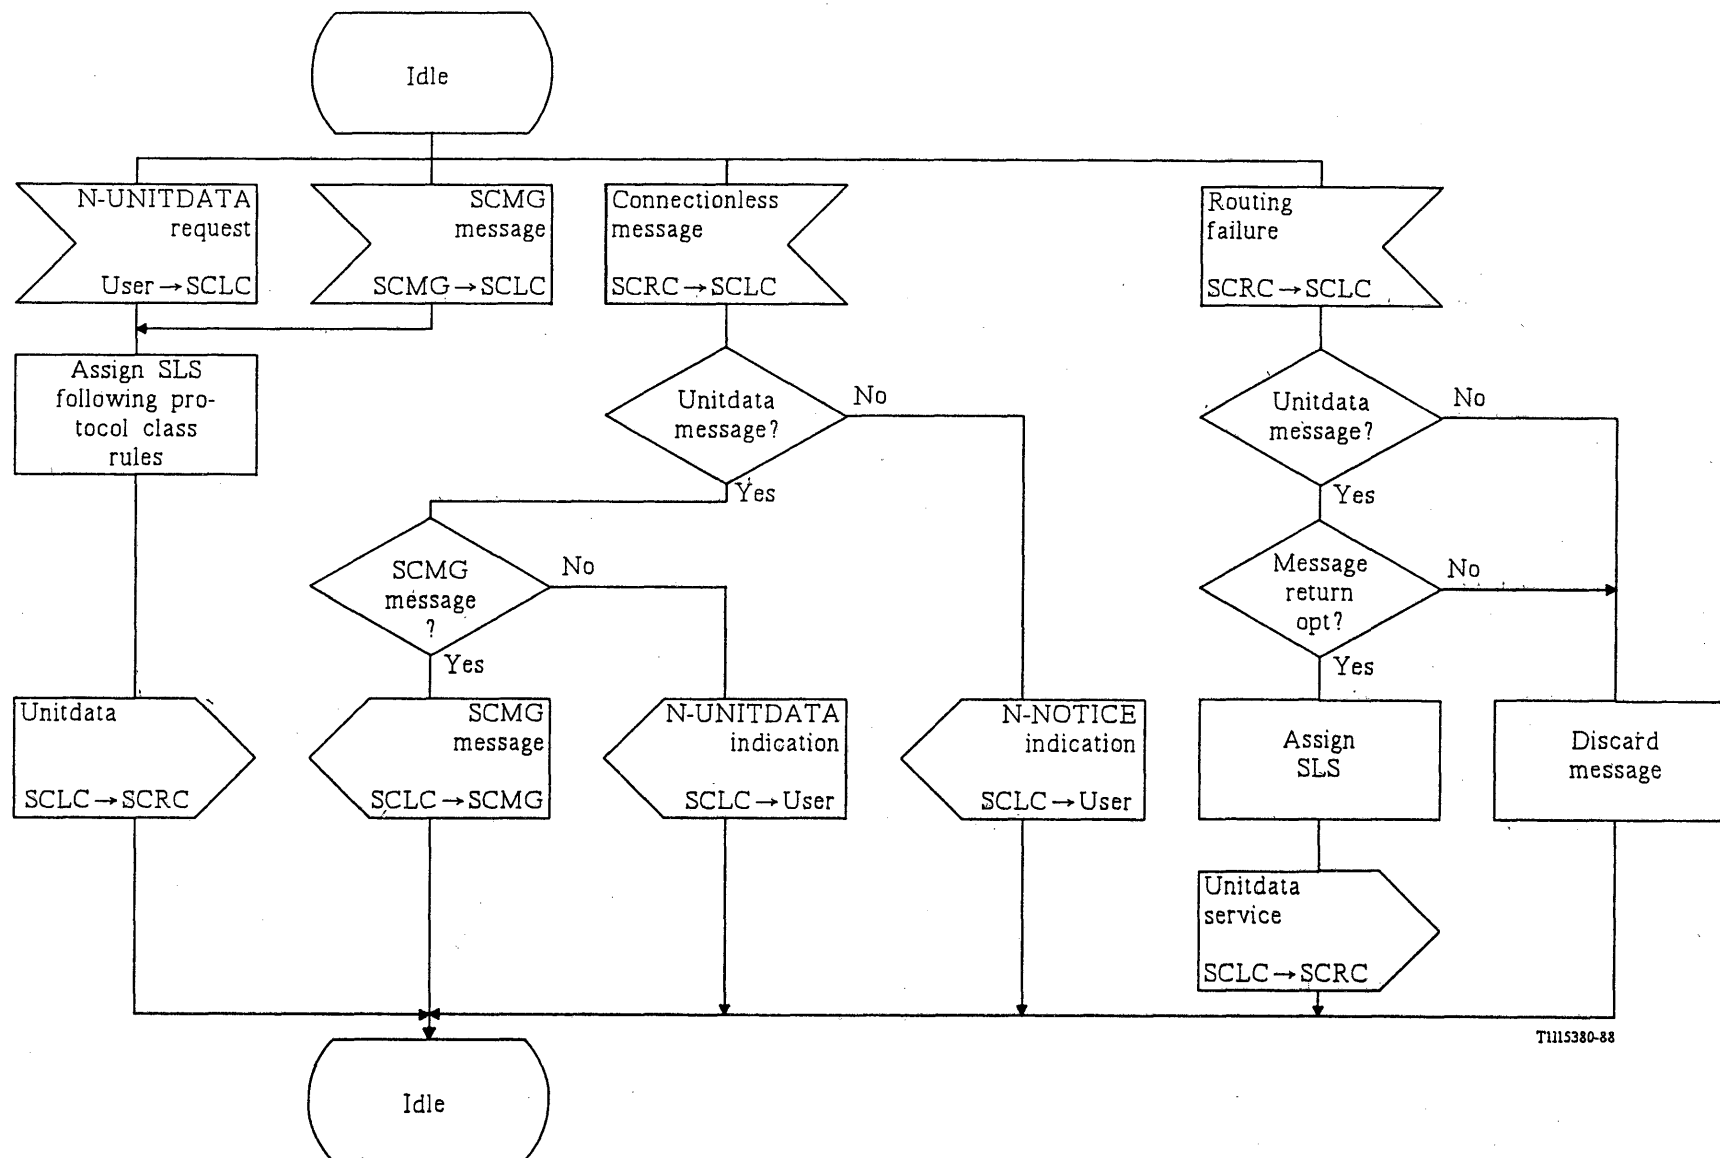 Idle
N-UNITDATA
request
User→SCLC
SCMG
message
SCMG→SCLC
Connectionless
message
SCRC→SCLC
Routing
failure
SCRC→SCLC
Assign SLS
following pro-
tocol class
rules
Unitdata
message?
No
Yes
Unitdata
message?
No
Yes
SCMG
message
?
No
Yes
Message
return
opt?
No
Yes
Unitdata
SCLC→SCRC
SCMG
message
SCLC→SCMG
N-UNITDATA
indication
SCLC→User
N-NOTICE
indication
SCLC→User
Assign
SLS
Discard
message
Unitdata
service
SCLC→SCRC
T1115380-88
Idle